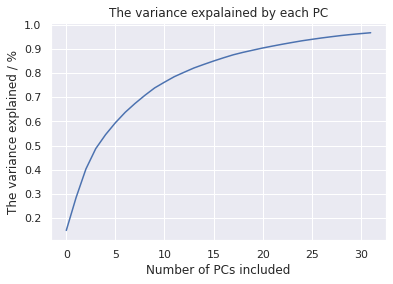 The variance expalained by each PC
1.0
0.9
0.8
0.7
0.6
0.5
0.4
0.3
0.2
The variance explained / %
0 5 10 15 20 25 30
Number of PCs included